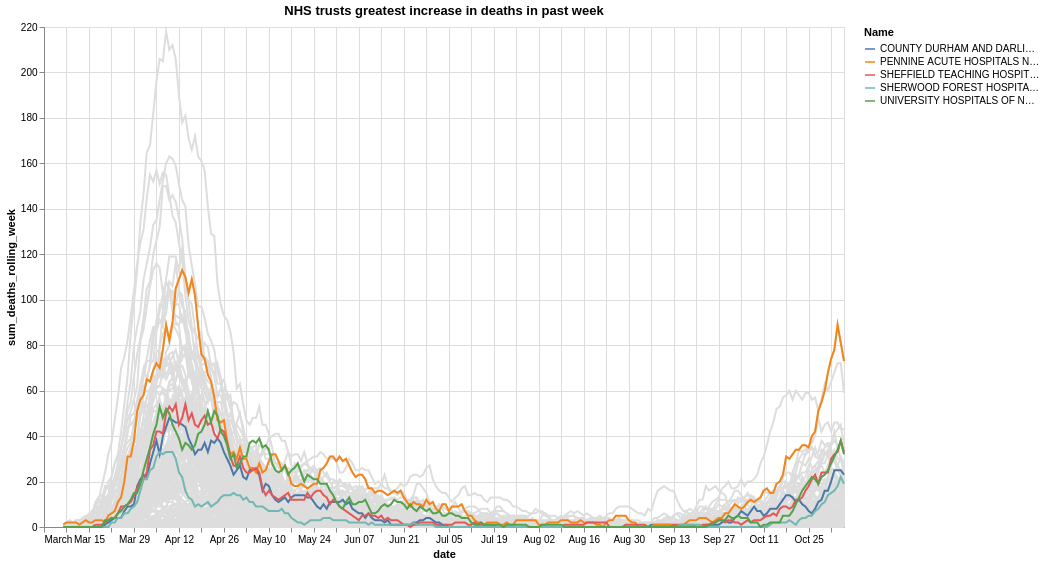 NHS trusts greatest increase in deaths in past week
Name
COUNTY DURHAM AND DARLI…
PENNINE ACUTE HOSPITALS N…
SHEFFIELD TEACHING HOSPIT…
SHERWOOD FOREST HOSPITA…
UNIVERSITY HOSPITALS OF N…
sum_deaths_rolling_week
220
200
180
160
140
120
100
80
60
40
20
0
March Mar 15 Mar 29 Apr 12 Apr 26 May 10 May 24 Jun 07 Jun 21 Jul 05 Jul 19 Aug 02 Aug 16 Aug 30 Sep 13 Sep 27 Oct 11 Oct 25
date